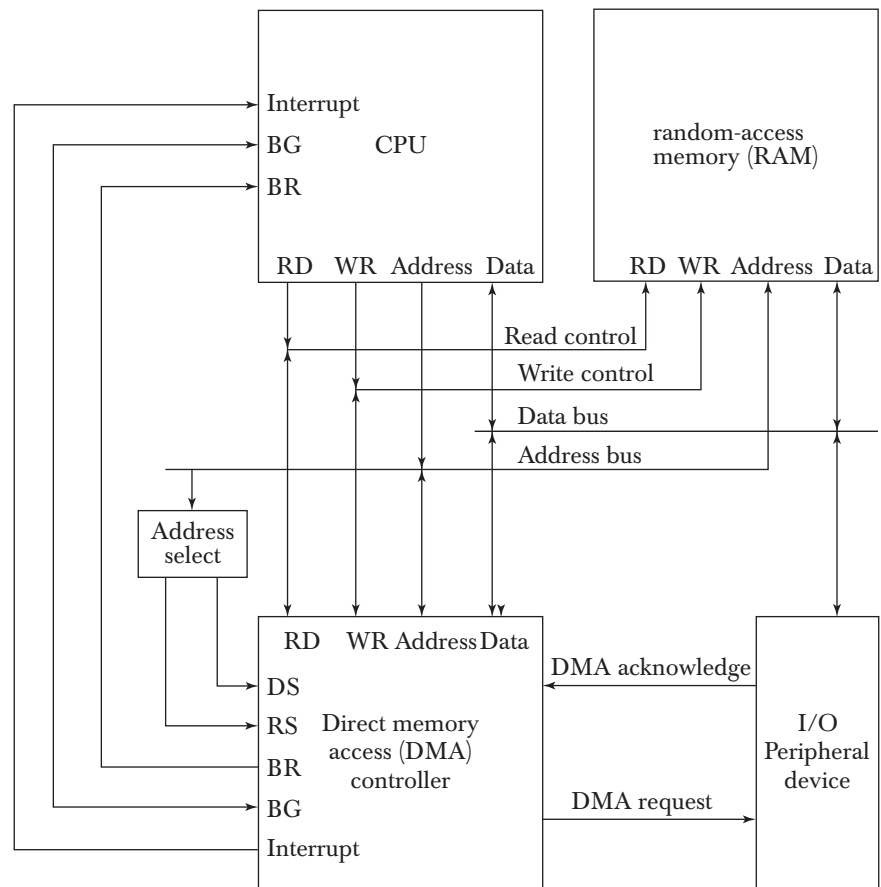 Interrupt
BG
CPU
BR
RD WR Address Data
random-access
memory (RAM)
RD WR Address Data
Read control
Write control
Data bus
Address bus
Address
select
RD WR Address Data
DS
RS
BR
BG
Interrupt
Direct memory
access (DMA)
controller
DMA acknowledge
DMA request
I/O
Peripheral
device